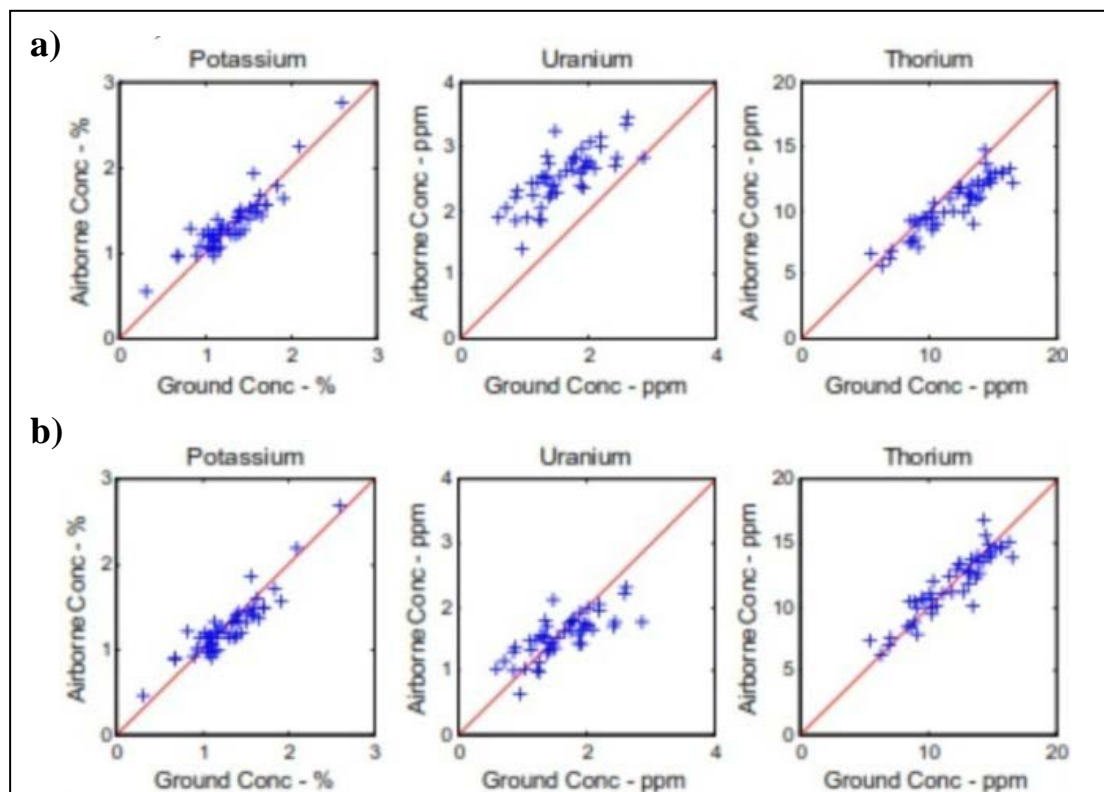 a)
Potassium Uranium Thorium
Airborne Conc - %
3
2
1
0
0 1 2 3
Ground Conc - %
Airborne Conc - ppm
4
3
2
1
0
0 2 4
Ground Conc - ppm
Airborne Conc - ppm
20
15
10
5
0
0 10 20
Ground Conc - ppm
b)
Potassium Uranium Thorium
Airborne Conc - %
3
2
1
0
0 1 2 3
Ground Conc - %
Airborne Conc - ppm
4
3
2
1
0
0 2 4
Ground Conc - ppm
Airborne Conc - ppm
20
15
10
5
0
0 10 20
Ground Conc - ppm